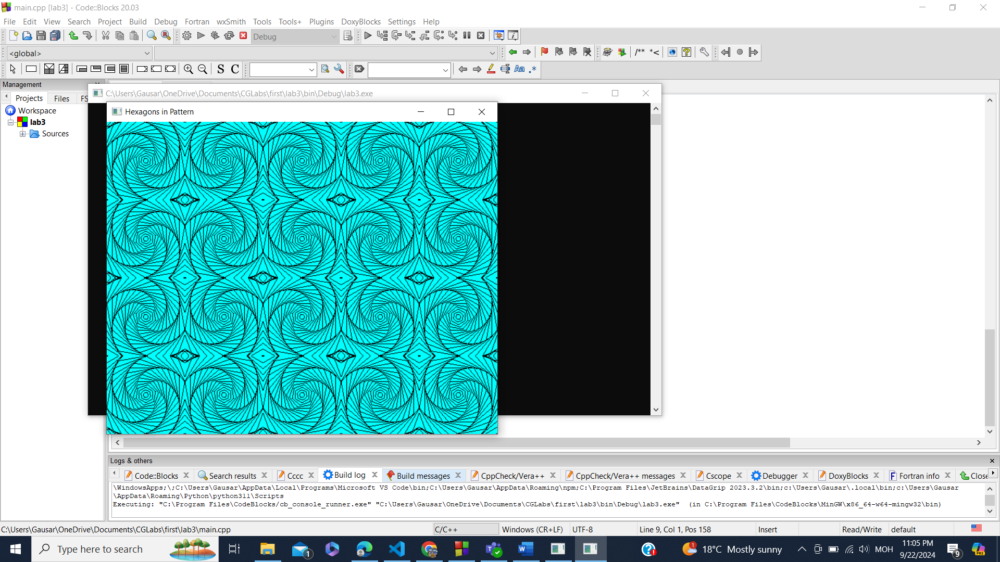 main.cpp [lab3] - Code::Blocks 20.03
File Edit View Search Project Build Debug Fortran wxSmith Tools Tools+ Plugins DoxyBlocks Settings Help
Debug
<global>
/** *<
S C
Aa .*
Management
Projects Files FS
Workspace
lab3
Sources
C:\Users\Gausar\OneDrive\Documents\CGLabs\first\lab3\bin\Debug\lab3.exe
Hexagons in Pattern
Logs & others
Code::Blocks Search results Cccc Build log Build messages CppCheck/Vera++ CppCheck/Vera++ messages Cscope Debugger DoxyBlocks Fortran info Close
\WindowsApps;\;C:\Users\Gausar\AppData\Local\Programs\Microsoft VS Code\bin;C:\Users\Gausar\AppData\Roaming\npm;C:\Program Files\JetBrains\DataGrip 2023.3.2\bin;c:\Users\Gausar\.local\bin;c:\Users\Gausar
\AppData\Roaming\Python\python311\Scripts
Executing: "C:\Program Files\CodeBlocks/cb_console_runner.exe" "C:\Users\Gausar\OneDrive\Documents\CGLabs\first\lab3\bin\Debug\lab3.exe"  (in C:\Program Files\CodeBlocks\MinGW\x86_64-w64-mingw32\bin)
C:\Users\Gausar\OneDrive\Documents\CGLabs\first\lab3\main.cpp C/C++ Windows (CR+LF) UTF-8 Line 9, Col 1, Pos 158 Insert Read/Write default
Type here to search
1
1
18°C Mostly sunny
MOH
11:05 PM
9/22/2024
9
PRE